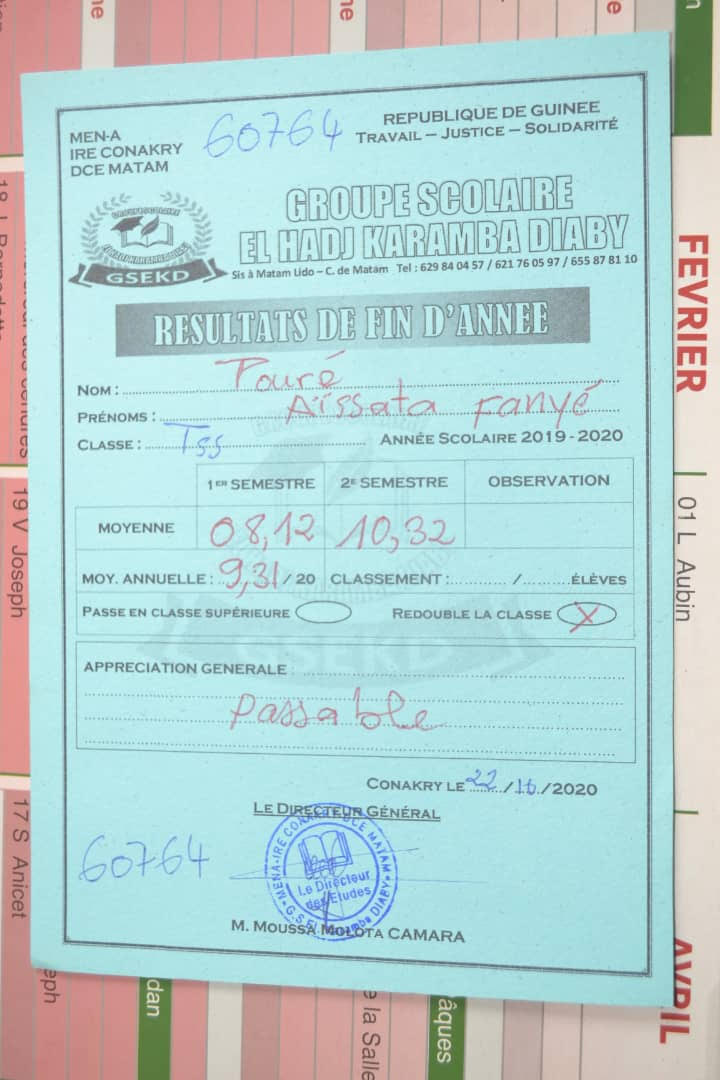 MEN-A
IRE CONAKRY
DCE MATAM
60764
REPUBLIQUE DE GUINEE
TRAVAIL – JUSTICE – SOLIDARITÉ
GROUPE SCOLAIRE
EL HADJ KARAMBA DIABY
GSEKD
Sis à Matam Lido – C. de Matam Tel : 629 84 04 57 / 621 76 05 97 / 655 87 81 10
RESULTATS DE FIN D'ANNEE
NOM : Touré
PRÉNOMS : Aïssata Fanyé
CLASSE : Tss ANNÉE SCOLAIRE 2019 - 2020
1ER SEMESTRE 2E SEMESTRE OBSERVATION
MOYENNE 08,12 10,32
MOY. ANNUELLE : 9,31 / 20 CLASSEMENT : / ÉLÈVES
PASSE EN CLASSE SUPÉRIEURE REDOUBLE LA CLASSE X
GSEKD
APPRECIATION GENERALE
Passable
CONAKRY LE 22/10/2020
LE DIRECTEUR GÉNÉRAL
60764
Le Directeur
des Etudes
M. MOUSSA MOLOTA CAMARA
FEVRIER
01 L Aubin
AVRIL
19 V Joseph
17 S Anicet